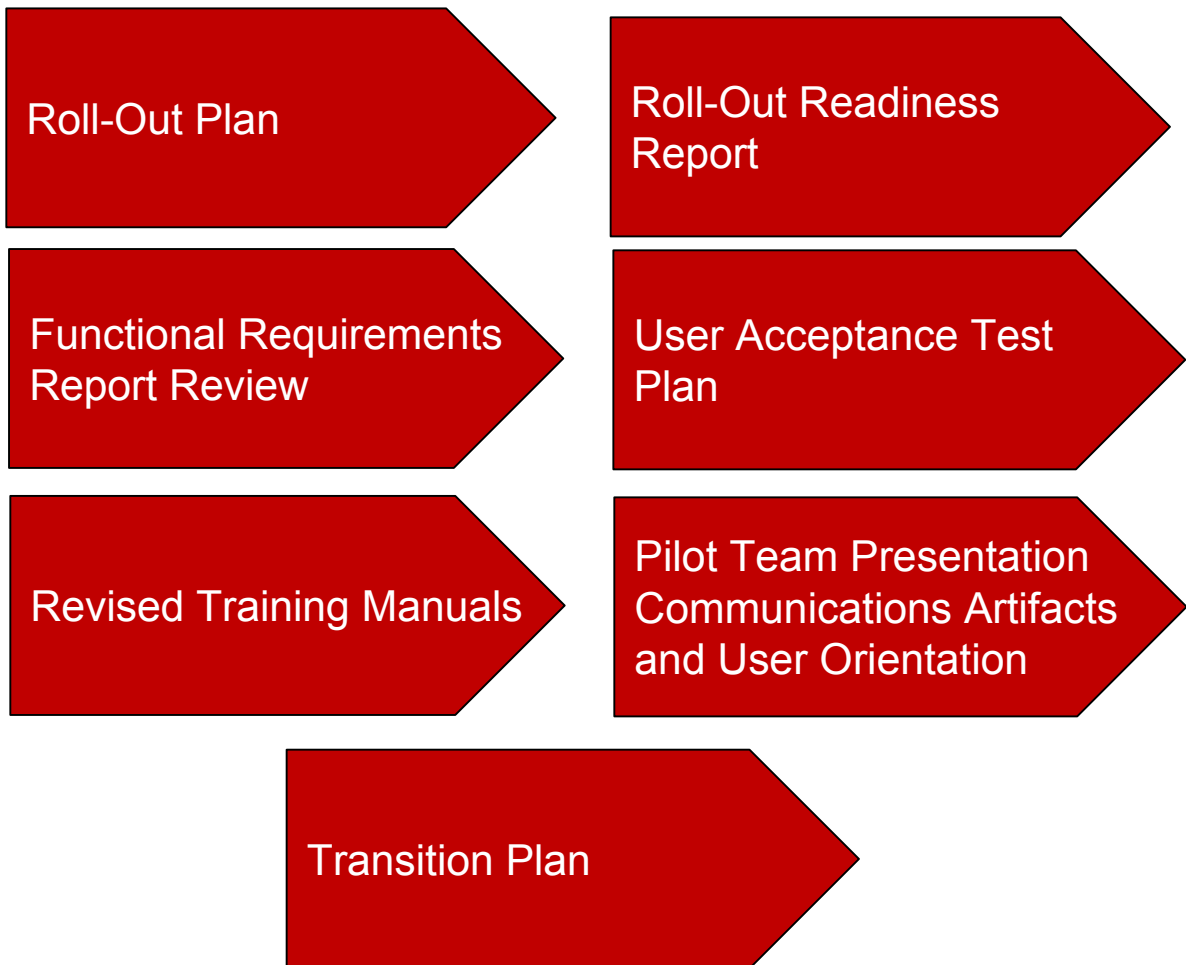 Roll-Out Plan
Roll-Out Readiness
Report
Functional Requirements
Report Review
User Acceptance Test
Plan
Revised Training Manuals
Pilot Team Presentation
Communications Artifacts
and User Orientation
Transition Plan